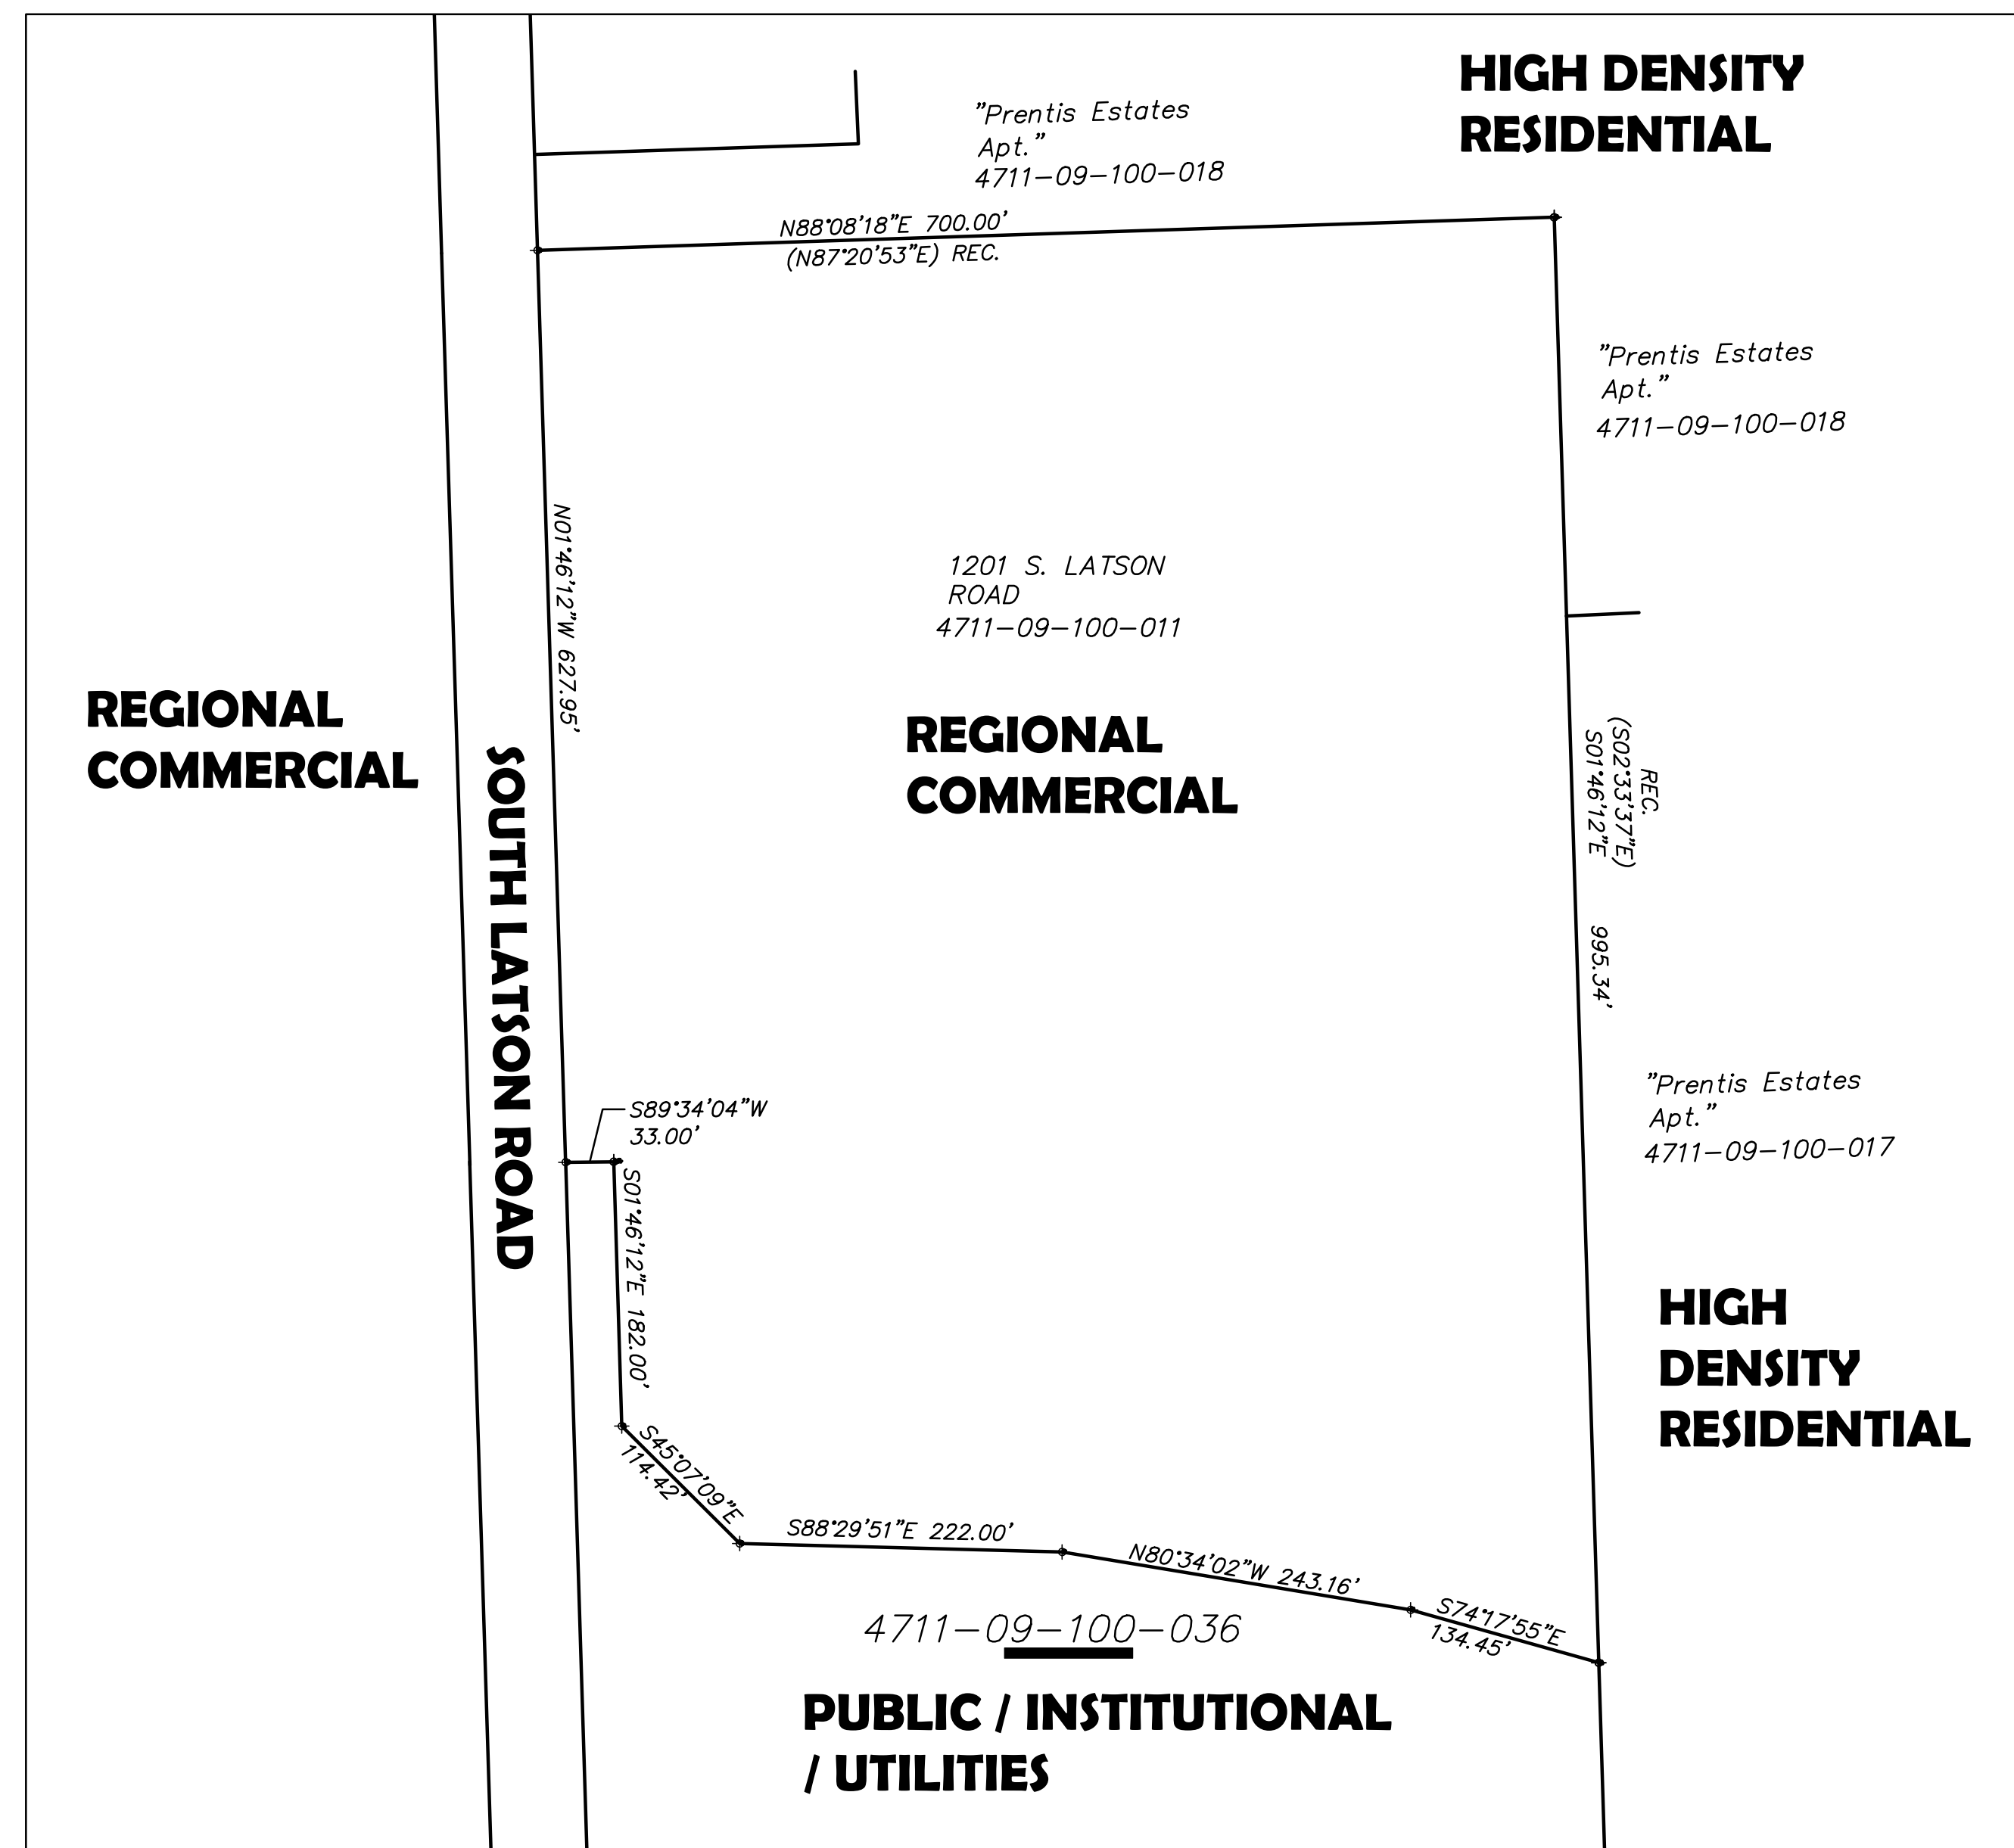 HIGH DENSITY
RESIDENTIAL
"Prentis Estates
Apt."
4711-09-100-018
N88°08'18"E 700.00'
(N87°20'53"E) REC.
"Prentis Estates
Apt."
4711-09-100-018
N01°46'12"W 627.95'
1201 S. LATSON
ROAD
4711-09-100-011
REGIONAL
COMMERCIAL
REGIONAL
COMMERCIAL
SOUTH LATSON ROAD
REC.
(S02°33'37"E)
S01°46'12"E 995.34'
"Prentis Estates
Apt."
4711-09-100-017
S89°34'04"W
33.00'
S01°46'12"E 182.00'
HIGH
DENSITY
RESIDENTIAL
S45°07'09"E
114.42'
S88°29'51"E 222.00'
N80°34'02"W 243.16'
S74°17'55"E
134.45'
4711-09-100-036
PUBLIC / INSTITUTIONAL
/ UTILITIES